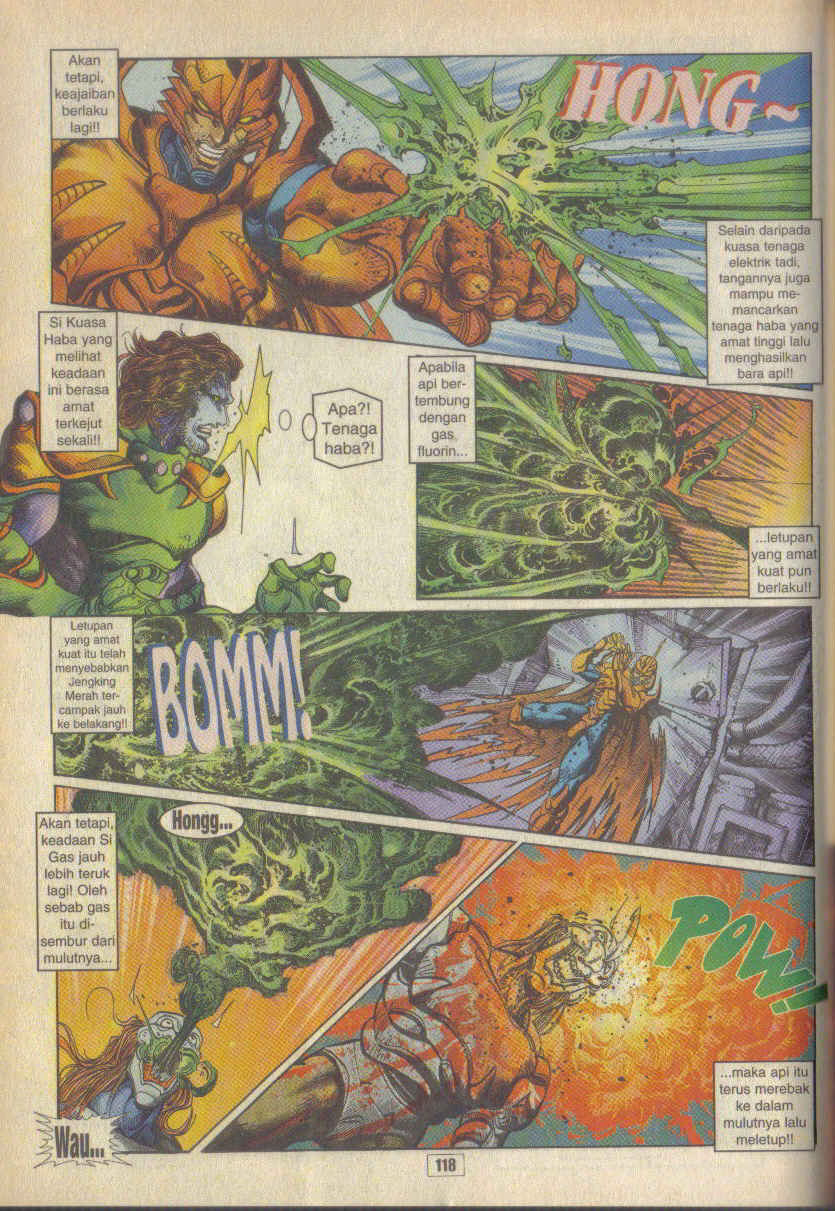 Akan
tetapi,
keajaiban
berlaku
lagi!!
HONG~
Selain daripada
kuasa tenaga
elektrik tadi,
tangannya juga
mampu me-
mancarkan
tenaga haba yang
amat tinggi lalu
menghasilkan
bara api!!
Si Kuasa
Haba yang
melihat
keadaan
ini berasa
amat
terkejut
sekali!!
Apa?!
Tenaga
haba?!
Apabila
api ber-
tembung
dengan
gas
fluorin...
...letupan
yang amat
kuat pun
berlaku!!
Letupan
yang amat
kuat itu telah
menyebabkan
Jengking
Merah ter-
campak jauh
ke belakang!!
BOMM!
Akan tetapi,
keadaan Si
Gas jauh
lebih teruk
lagi! Oleh
sebab gas
itu di-
sembur dari
mulutnya...
Hongg...
Wau...
POW!
...maka api itu
terus merebak
ke dalam
mulutnya lalu
meletup!!
118